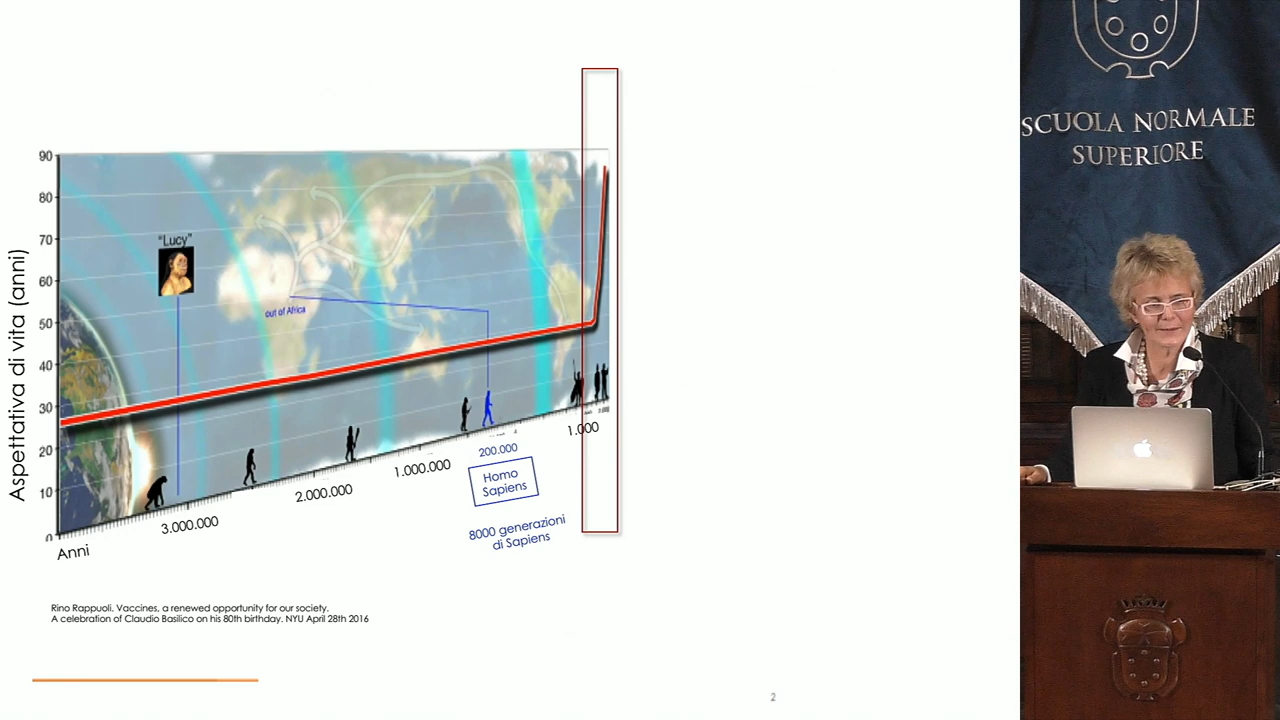 90
80
70
60
50
40
30
20
10
0
Aspettativa di vita (anni)
"Lucy"
out of Africa
Anni
3.000.000
2.000.000
1.000.000
200.000
1.000
Homo
Sapiens
8000 generazioni
di Sapiens
Rino Rappuoli. Vaccines, a renewed opportunity for our society.
A celebration of Claudio Basilico on his 80th birthday. NYU April 28th 2016
2
SCUOLA NORMALE
SUPERIORE